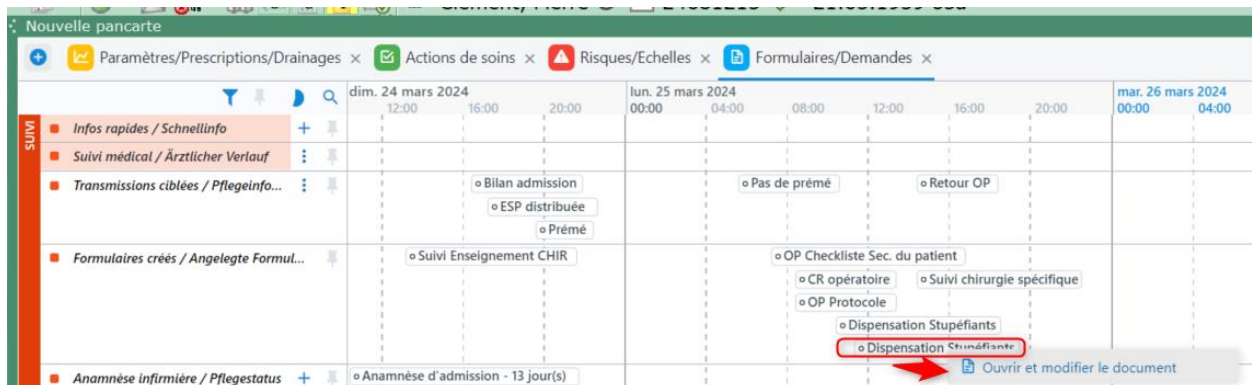 Nouvelle pancarte
Paramètres/Prescriptions/Drainages × Actions de soins × Risques/Echelles × Formulaires/Demandes ×
dim. 24 mars 2024 lun. 25 mars 2024 mar. 26 mars 2024
12:00 16:00 20:00 00:00 04:00 08:00 12:00 16:00 20:00 00:00 04:00
SUIVI
Infos rapides / Schnellinfo
Suivi médical / Ärztlicher Verlauf
Transmissions ciblées / Pflegeinfo... Bilan admission Pas de prémé Retour OP
ESP distribuée
Prémé
Formulaires créés / Angelegte Formul... Suivi Enseignement CHIR OP Checkliste Sec. du patient
CR opératoire Suivi chirurgie spécifique
OP Protocole
Dispensation Stupéfiants
Dispensation Stupéfiants
Ouvrir et modifier le document
Anamnèse infirmière / Pflegestatus Anamnèse d'admission - 13 jour(s)